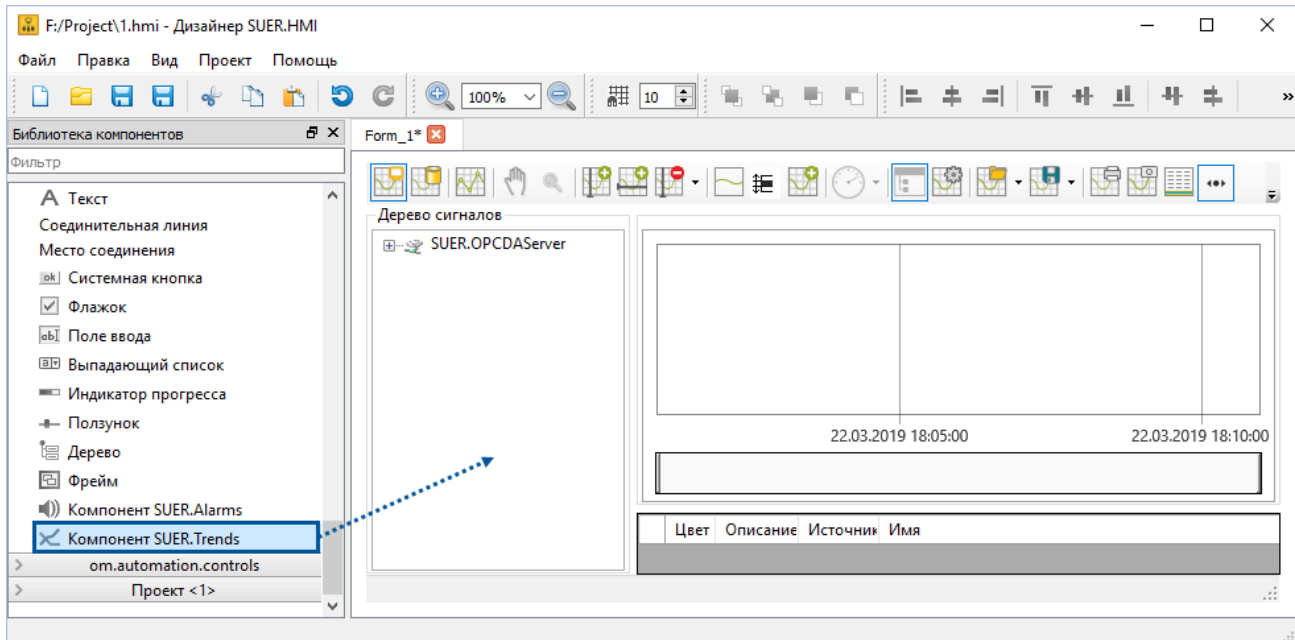 F:/Project\1.hmi - Дизайнер SUER.HMI
Файл Правка Вид Проект Помощь
100% 10
Библиотека компонентов
Form_1*
Фильтр
Текст
Соединительная линия
Место соединения
ok Системная кнопка
Флажок
abI Поле ввода
a Выпадающий список
Индикатор прогресса
Ползунок
Дерево
Фрейм
Компонент SUER.Alarms
Компонент SUER.Trends
om.automation.controls
Проект <1>
Дерево сигналов
SUER.OPCDAServer
22.03.2019 18:05:00 22.03.2019 18:10:00
Цвет Описание Источник Имя